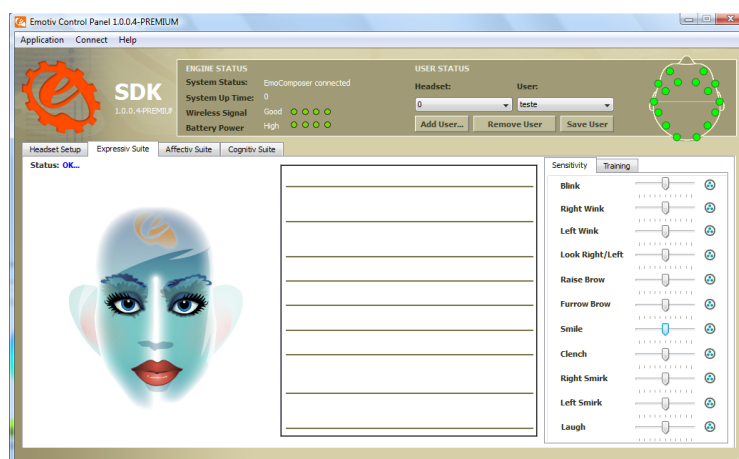 Emotiv Control Panel 1.0.0.4-PREMIUM
Application Connect Help
SDK
1.0.0.4-PREMIU
ENGINE STATUS
System Status: EmoComposer connected
System Up Time: 0
Wireless Signal Good
Battery Power High
USER STATUS
Headset: User:
0 teste
Add User... Remove User Save User
Headset Setup Expressiv Suite Affectiv Suite Cognitiv Suite
Status: OK...
Sensitivity Training
Blink
Right Wink
Left Wink
Look Right/Left
Raise Brow
Furrow Brow
Smile
Clench
Right Smirk
Left Smirk
Laugh